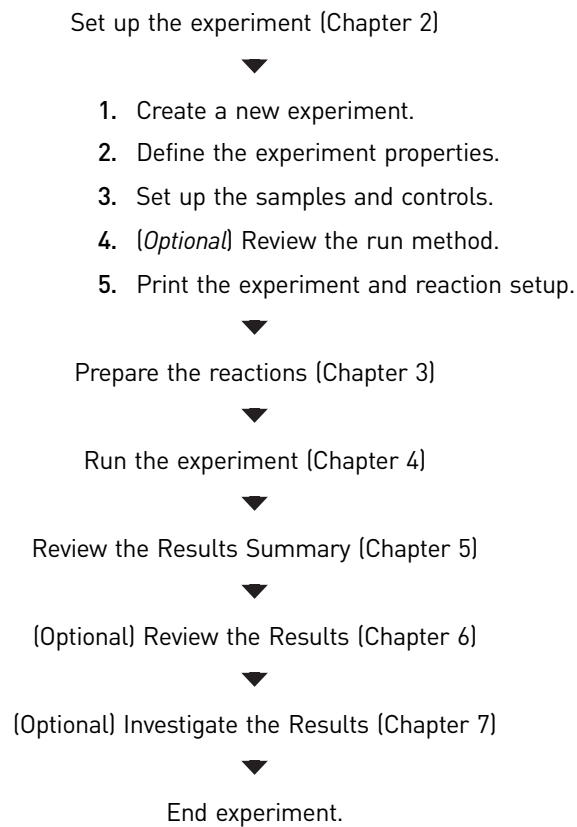 Set up the experiment (Chapter 2)
1. Create a new experiment.
2. Define the experiment properties.
3. Set up the samples and controls.
4. (Optional) Review the run method.
5. Print the experiment and reaction setup.
Prepare the reactions (Chapter 3)
Run the experiment (Chapter 4)
Review the Results Summary (Chapter 5)
(Optional) Review the Results (Chapter 6)
(Optional) Investigate the Results (Chapter 7)
End experiment.